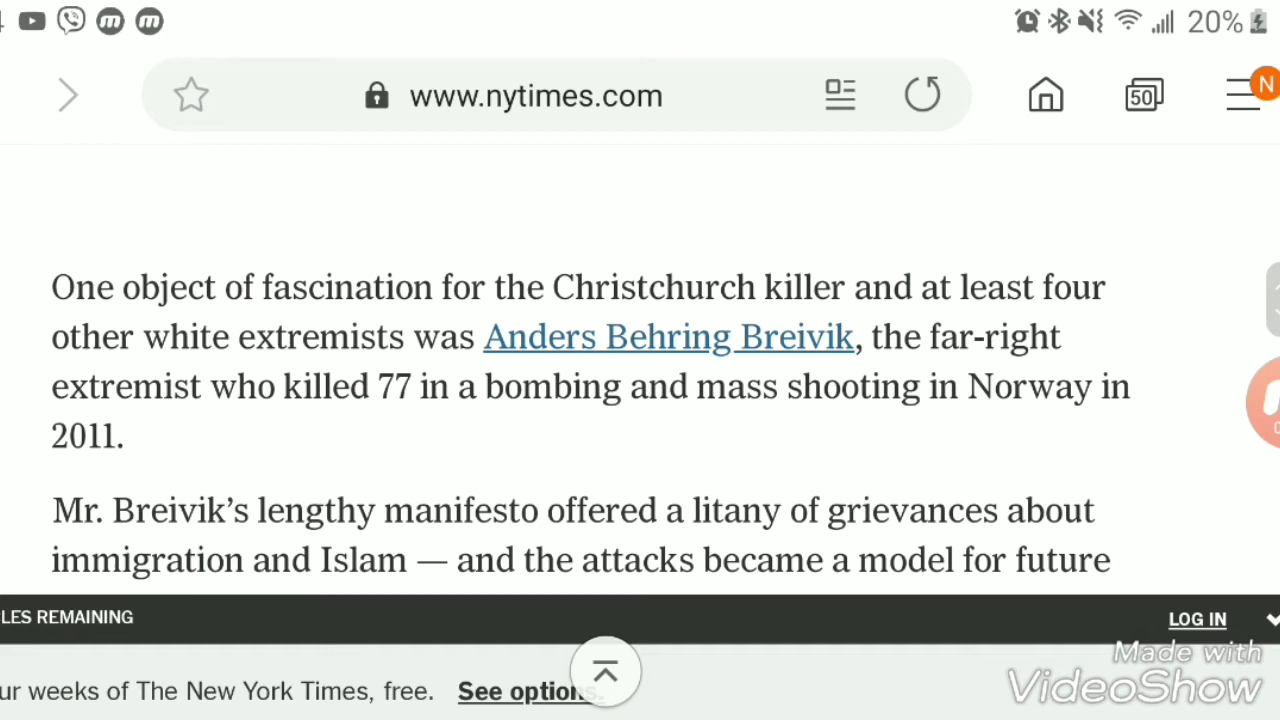 20%
www.nytimes.com
50
N
One object of fascination for the Christchurch killer and at least four
other white extremists was Anders Behring Breivik, the far-right
extremist who killed 77 in a bombing and mass shooting in Norway in
2011.
Mr. Breivik’s lengthy manifesto offered a litany of grievances about
immigration and Islam — and the attacks became a model for future
LES REMAINING
LOG IN
ur weeks of The New York Times, free. See options.
Made with
VideoShow